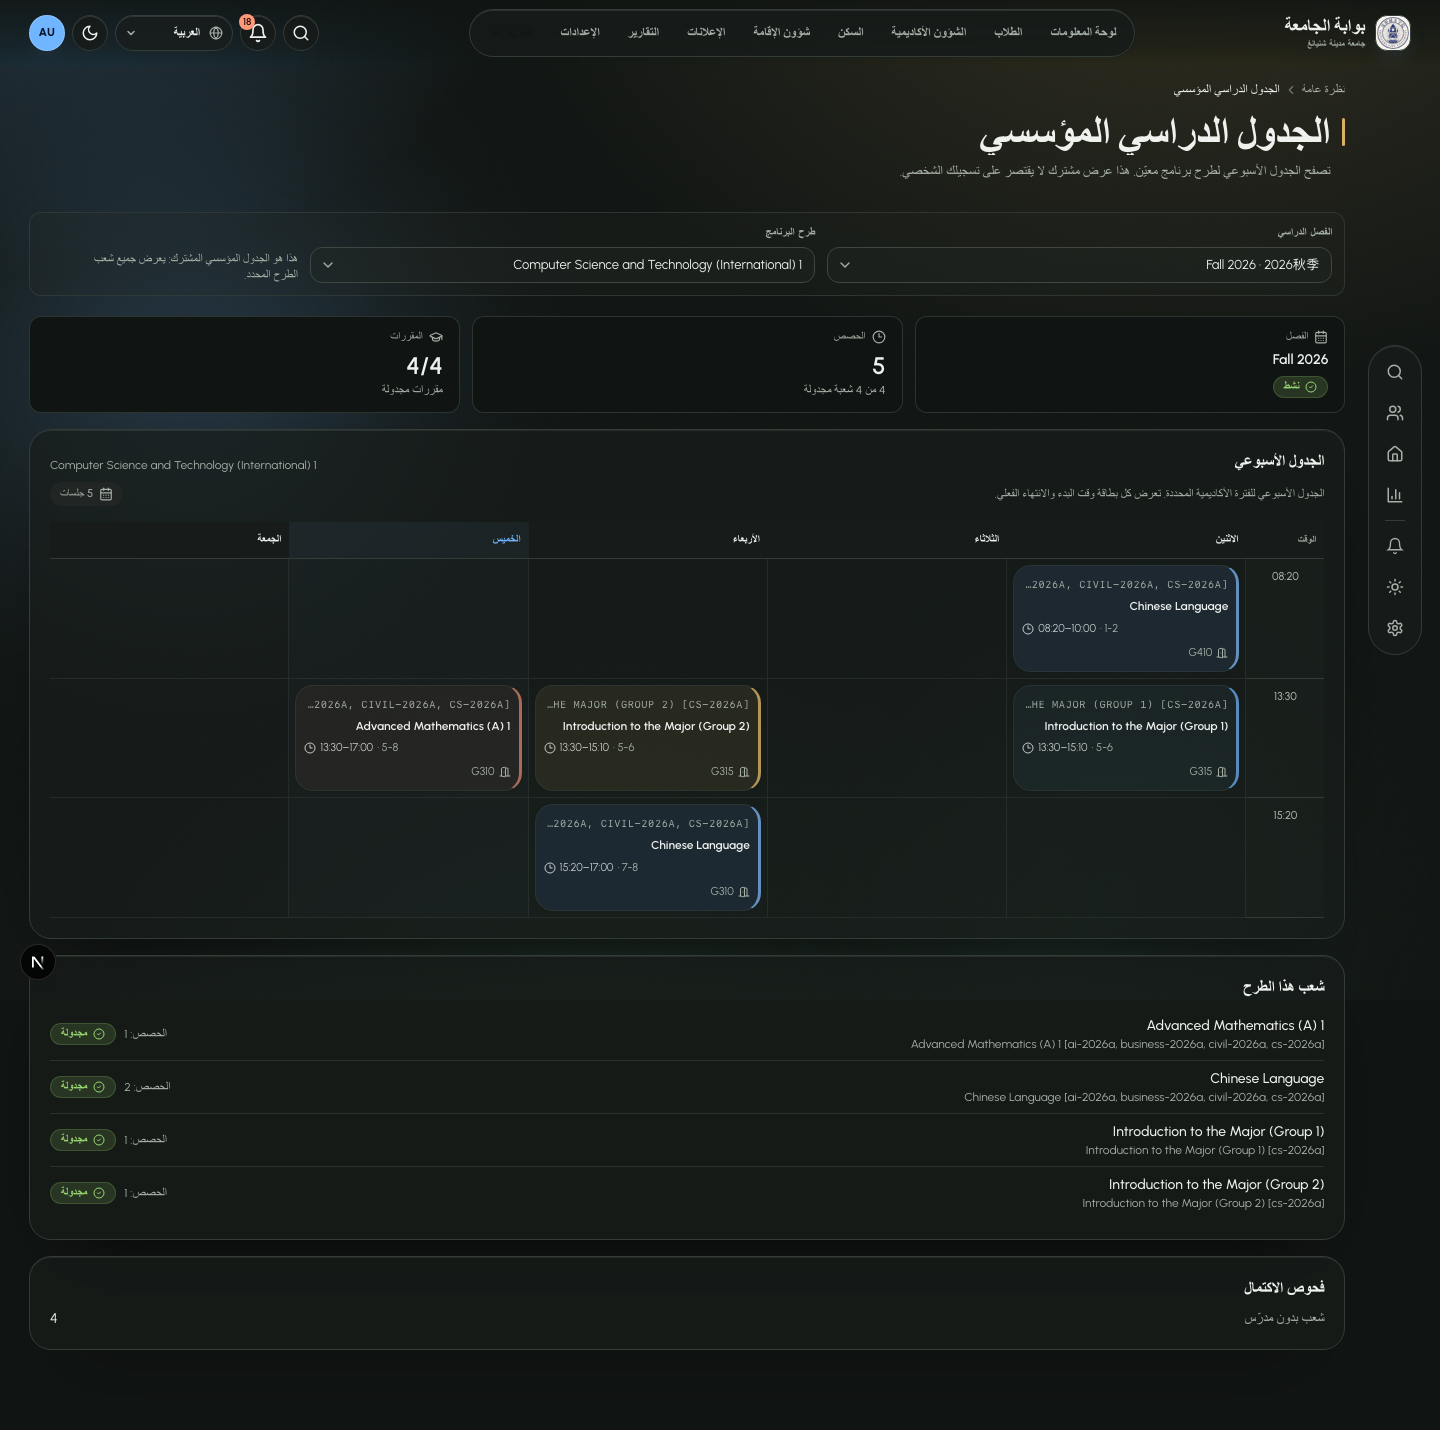 بوابة الجامعة
جامعة مدينة شنيانغ
لوحة المعلومات
الطلاب
الشؤون الأكاديمية
السكن
شؤون الإقامة
الإعلانات
التقارير
الإعدادات
18
العربية
AU
نظرة عامة
الجدول الدراسي المؤسسي
الجدول الدراسي المؤسسي
تصفح الجدول الأسبوعي لطرح برنامج معيّن. هذا عرض مشترك لا يقتصر على تسجيلك الشخصي.
الفصل الدراسي
Fall 2026 · 2026秋季
طرح البرنامج
Computer Science and Technology (International) 1
هذا هو الجدول المؤسسي المشترك: يعرض جميع شعب
الطرح المحدد.
الفصل
Fall 2026
نشط
الحصص
5
4 من 4 شعبة مجدولة
المقررات
4/4
مقررات مجدولة
الجدول الأسبوعي
Computer Science and Technology (International) 1
الجدول الأسبوعي للفترة الأكاديمية المحددة. تعرض كل بطاقة وقت البدء والانتهاء الفعلي.
5 جلسات
الوقت
الاثنين
الثلاثاء
الأربعاء
الخميس
الجمعة
08:20
…2026A, CIVIL-2026A, CS-2026A]
Chinese Language
08:20–10:00 · 1-2
G410
13:30
…HE MAJOR (GROUP 1) [CS-2026A]
Introduction to the Major (Group 1)
13:30–15:10 · 5-6
G315
…HE MAJOR (GROUP 2) [CS-2026A]
Introduction to the Major (Group 2)
13:30–15:10 · 5-6
G315
…2026A, CIVIL-2026A, CS-2026A]
Advanced Mathematics (A) 1
13:30–17:00 · 5-8
G310
15:20
…2026A, CIVIL-2026A, CS-2026A]
Chinese Language
15:20–17:00 · 7-8
G310
N
شعب هذا الطرح
Advanced Mathematics (A) 1
Advanced Mathematics (A) 1 [ai-2026a, business-2026a, civil-2026a, cs-2026a]
الحصص: 1
مجدولة
Chinese Language
Chinese Language [ai-2026a, business-2026a, civil-2026a, cs-2026a]
الحصص: 2
مجدولة
Introduction to the Major (Group 1)
Introduction to the Major (Group 1) [cs-2026a]
الحصص: 1
مجدولة
Introduction to the Major (Group 2)
Introduction to the Major (Group 2) [cs-2026a]
الحصص: 1
مجدولة
فحوص الاكتمال
شعب بدون مدرّس
4